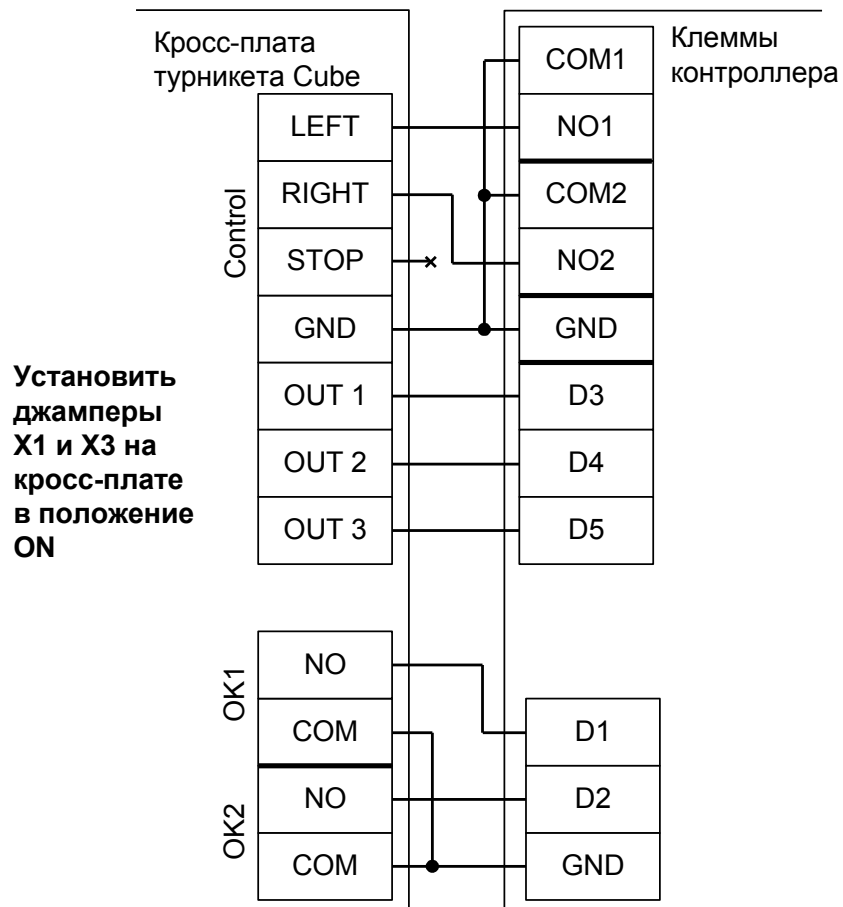 Кросс-плата
турникета Cube
Клеммы
контроллера
Control
LEFT
RIGHT
STOP
GND
OUT 1
OUT 2
OUT 3
COM1
NO1
COM2
NO2
GND
D3
D4
D5
Установить
джамперы
X1 и X3 на
кросс-плате
в положение
ON
OK1
NO
COM
OK2
NO
COM
D1
D2
GND